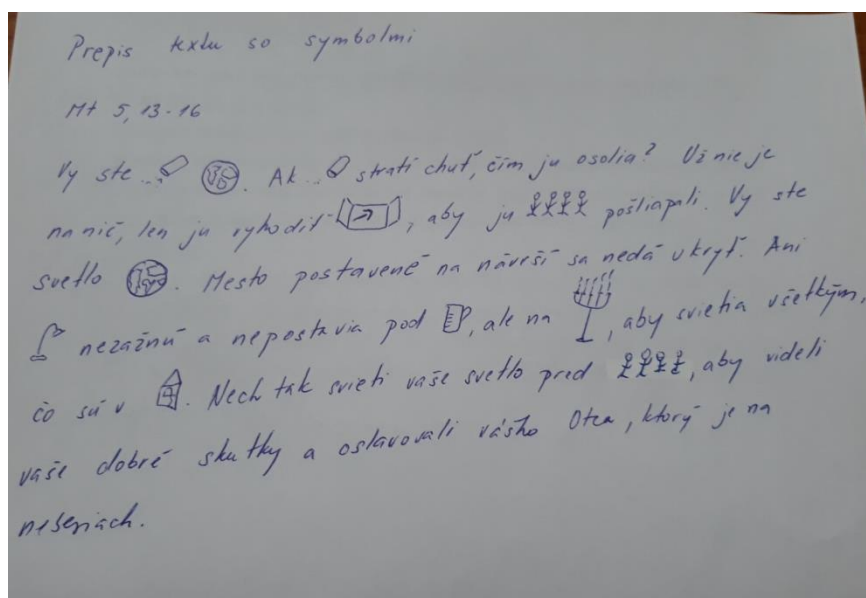 Prepis textu so symbolmi
Mt 5, 13-16
Vy ste . Ak stratí chuť, čím ju osolia? Už nie je
na nič, len ju vyhodiť , aby ju pošliapali. Vy ste
svetlo . Mesto postavené na návrší sa nedá ukryť. Ani
nezažnú a nepostavia pod , ale na , aby svietia všetkým,
čo sú v . Nech tak svieti vaše svetlo pred , aby videli
vaše dobré skutky a oslavovali vášho Otca, ktorý je na
nebesiach.